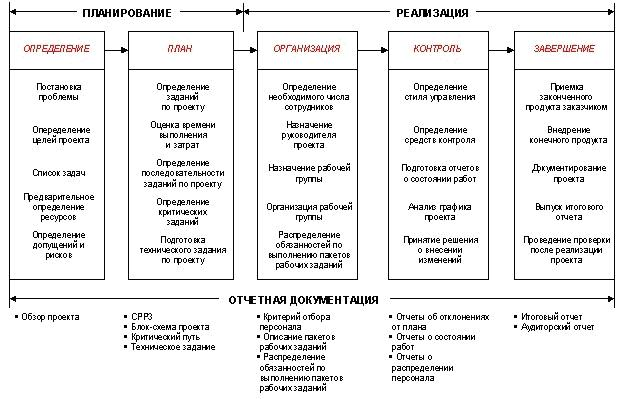 ПЛАНИРОВАНИЕ
РЕАЛИЗАЦИЯ
ОПРЕДЕЛЕНИЕ
ПЛАН
ОРГАНИЗАЦИЯ
КОНТРОЛЬ
ЗАВЕРШЕНИЕ
Постановка
проблемы
Опеределение
целей проекта
Список задач
Предварительное
определение
ресурсов
Определение
допущений и
рисков
Определение
заданий
по проекту
Оценка времени
выполнения
и затрат
Определение
последовательности
заданий по проекту
Определение
критических
заданий
Подготовка
технического задания
по проекту
Определение
необходимого числа
сотрудников
Назначение
руководителя
проекта
Назначение рабочей
группы
Организация рабочей
группы
Распределение
обязанностей по
выполнению пакетов
рабочих заданий
Определение
стиля управления
Определение
средств контроля
Подготовка отчетов
о состоянии работ
Анализ графика
проекта
Принятие решения
о внесении
изменений
Приемка
законченного
продукта заказчиком
Внедрение
конечного продукта
Документирование
проекта
Выпуск итогового
отчета
Проведение проверки
после реализации
проекта
ОТЧЕТНАЯ ДОКУМЕНТАЦИЯ
▪ Обзор проекта
▪ СРРЗ
▪ Блок-схема проекта
▪ Критический путь
▪ Техническое задание
▪ Критерий отбора
персонала
▪ Описание пакетов
рабочих заданий
▪ Распределение
обязанностей по
выполнению пакетов
рабочих заданий
▪ Отчеты об отклонениях
от плана
▪ Отчеты о состоянии
работ
▪ Отчеты о
распределении
персонала
▪ Итоговый отчет
▪ Аудиторский отчет